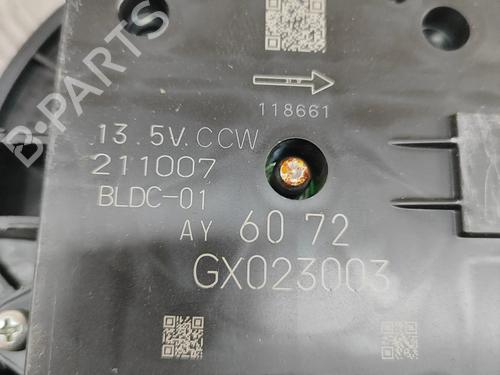 B-PARTS
118661
13.5V.CCW
211007
BLDC-01
AY 60 72
GX023003